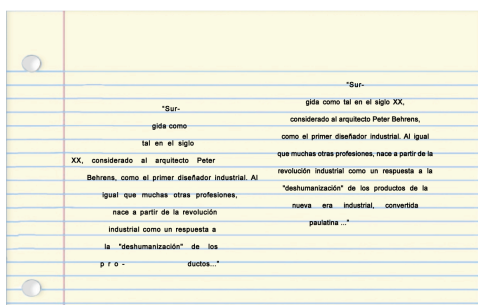 "Sur-
gida como
tal en el siglo
XX, considerado al arquitecto Peter
Behrens, como el primer diseñador industrial. Al
igual que muchas otras profesiones,
nace a partir de la revolución
industrial como un respuesta a
la "deshumanización" de los
pro- ductos..."
"Sur-
gida como tal en el siglo XX,
considerado al arquitecto Peter Behrens,
como el primer diseñador industrial. Al igual
que muchas otras profesiones, nace a partir de la
revolución industrial como un respuesta a la
"deshumanización" de los productos de la
nueva era industrial, convertida
paulatina ..."